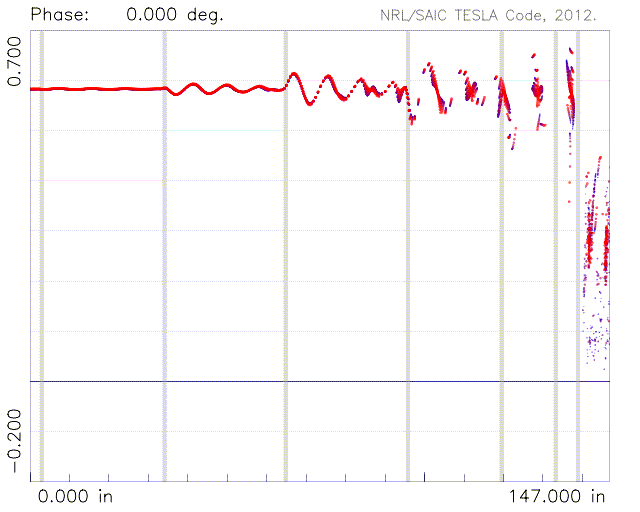 Phase: 0.000 deg.
NRL/SAIC TESLA Code, 2012.
0.700
-0.200
0.000 in
147.000 in